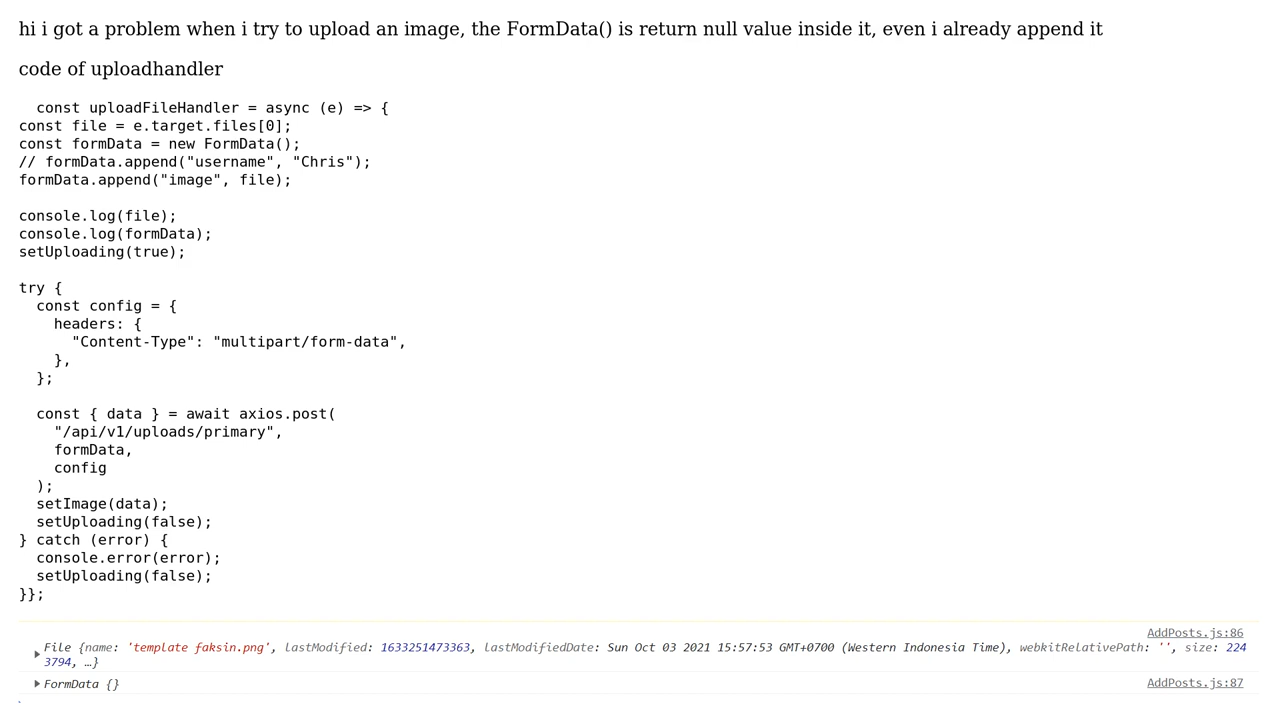 hi i got a problem when i try to upload an image, the FormData() is return null value inside it, even i already append it
code of uploadhandler
const uploadFileHandler = async (e) => {
const file = e.target.files[0];
const formData = new FormData();
// formData.append("username", "Chris");
formData.append("image", file);
console.log(file);
console.log(formData);
setUploading(true);
try {
const config = {
headers: {
"Content-Type": "multipart/form-data",
},
};
const { data } = await axios.post(
"/api/v1/uploads/primary",
formData,
config
);
setImage(data);
setUploading(false);
} catch (error) {
console.error(error);
setUploading(false);
}};
AddPosts.js:86
File {name: 'template faksin.png', lastModified: 1633251473363, lastModifiedDate: Sun Oct 03 2021 15:57:53 GMT+0700 (Western Indonesia Time), webkitRelativePath: '', size: 224
3794, …}
FormData {} AddPosts.js:87